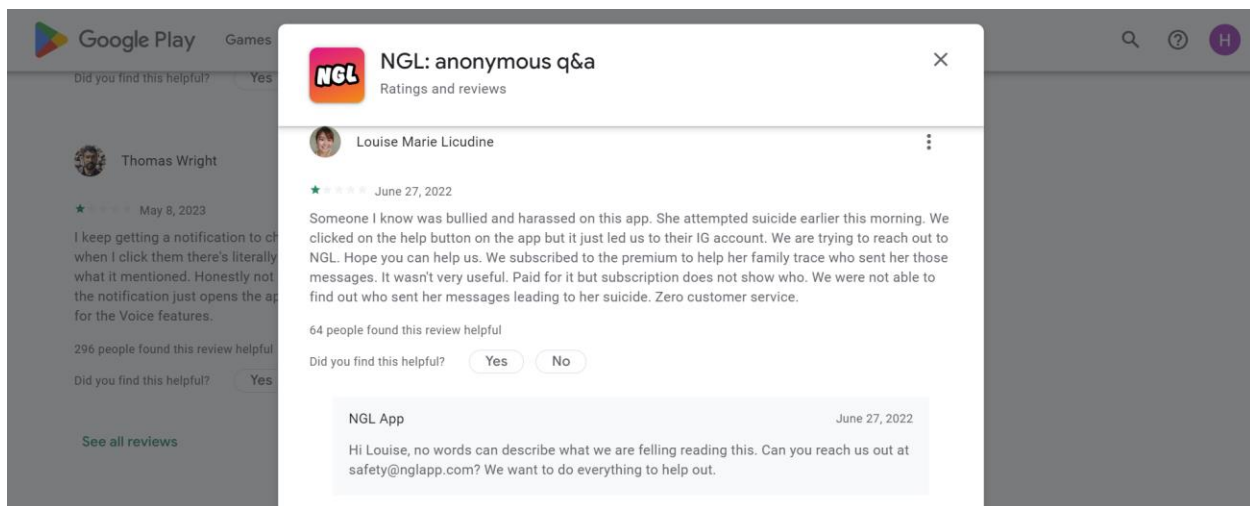 Google Play Games
Did you find this helpful? Yes
Thomas Wright
May 8, 2023
I keep getting a notification to ch
when I click them there's literally
what it mentioned. Honestly not
the notification just opens the ap
for the Voice features.
296 people found this review helpful
Did you find this helpful? Yes
See all reviews
H
NGL
NGL: anonymous q&a
Ratings and reviews
Louise Marie Licudine
June 27, 2022
Someone I know was bullied and harassed on this app. She attempted suicide earlier this morning. We
clicked on the help button on the app but it just led us to their IG account. We are trying to reach out to
NGL. Hope you can help us. We subscribed to the premium to help her family trace who sent her those
messages. It wasn't very useful. Paid for it but subscription does not show who. We were not able to
find out who sent her messages leading to her suicide. Zero customer service.
64 people found this review helpful
Did you find this helpful? Yes No
NGL App June 27, 2022
Hi Louise, no words can describe what we are felling reading this. Can you reach us out at
safety@nglapp.com? We want to do everything to help out.